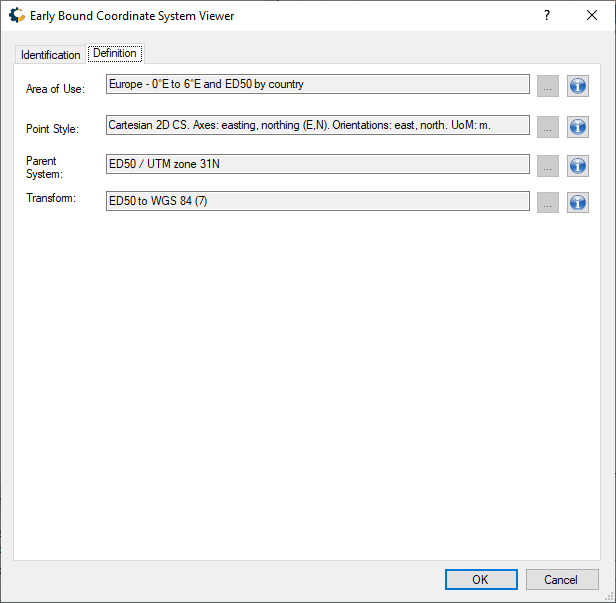 Early Bound Coordinate System Viewer
?
Identification
Definition
Area of Use:
Europe - 0°E to 6°E and ED50 by country
...
Point Style:
Cartesian 2D CS. Axes: easting, northing (E,N). Orientations: east, north. UoM: m.
...
Parent
System:
ED50 / UTM zone 31N
...
Transform:
ED50 to WGS 84 (7)
...
OK
Cancel